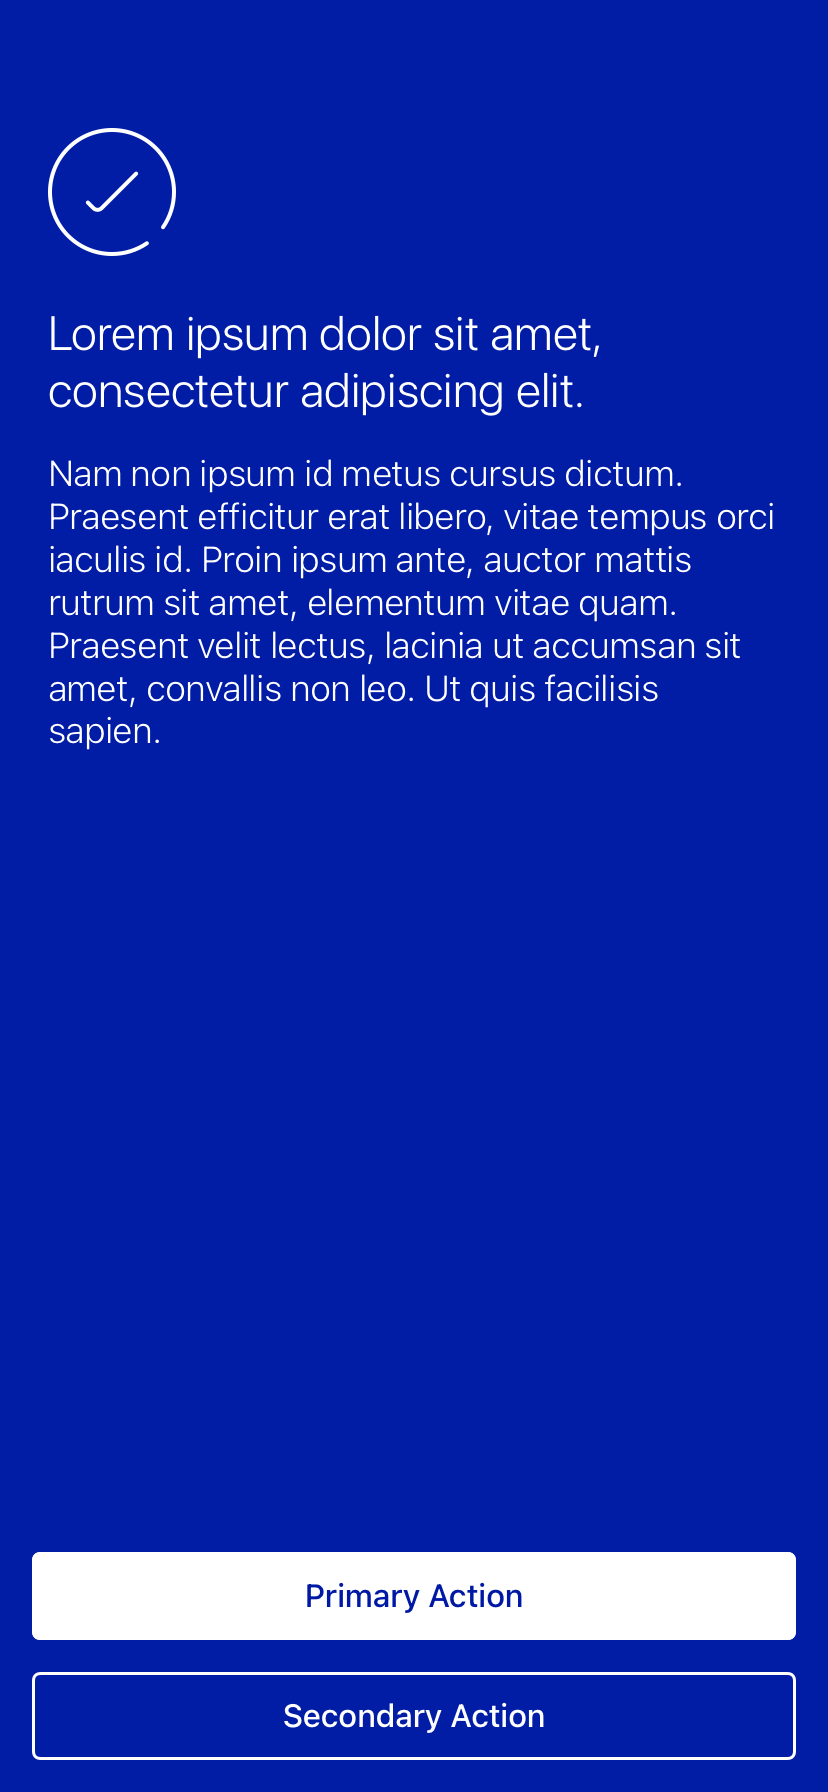 Lorem ipsum dolor sit amet,
consectetur adipiscing elit.
Nam non ipsum id metus cursus dictum.
Praesent efficitur erat libero, vitae tempus orci
iaculis id. Proin ipsum ante, auctor mattis
rutrum sit amet, elementum vitae quam.
Praesent velit lectus, lacinia ut accumsan sit
amet, convallis non leo. Ut quis facilisis
sapien.
Primary Action
Secondary Action